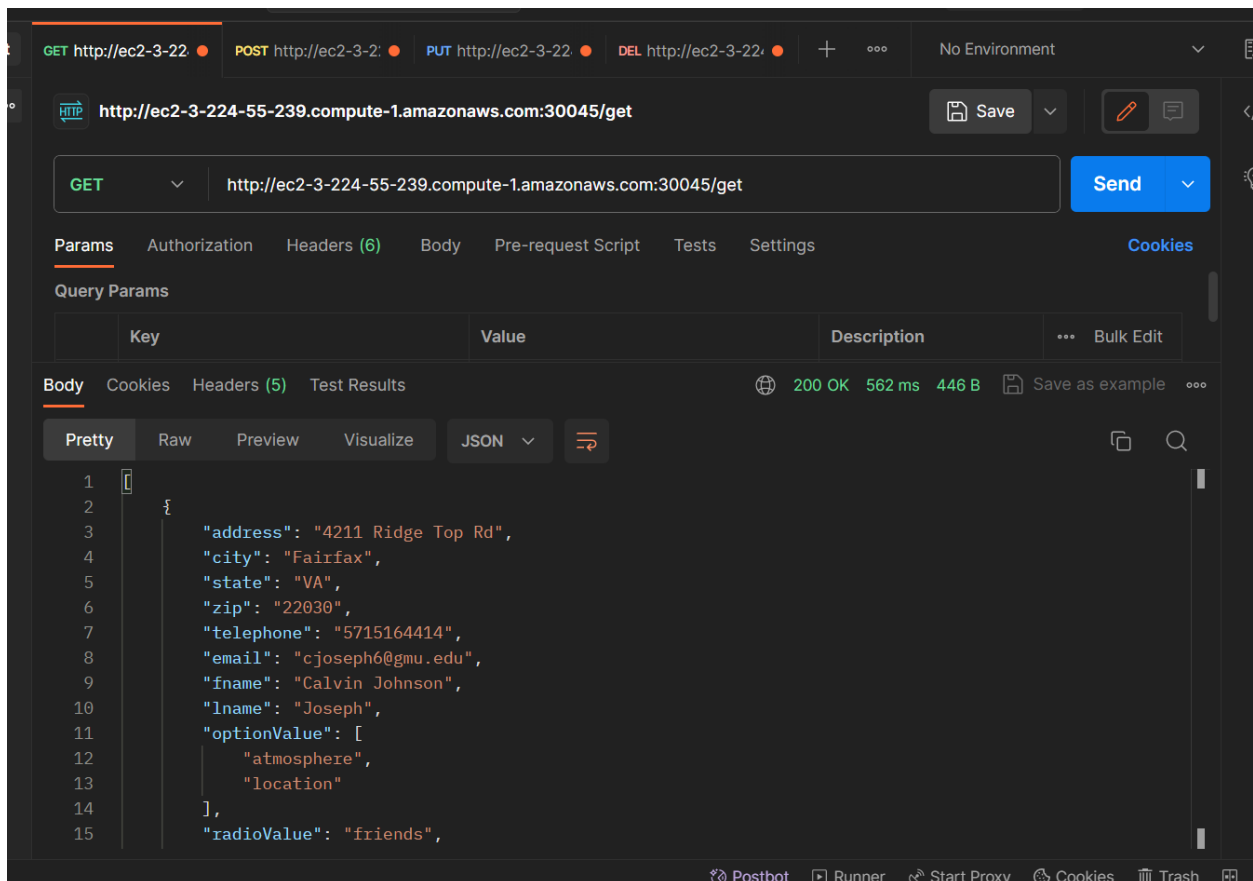 GET http://ec2-3-22 POST http://ec2-3-2 PUT http://ec2-3-22 DEL http://ec2-3-22 No Environment
HTTP http://ec2-3-224-55-239.compute-1.amazonaws.com:30045/get Save
GET http://ec2-3-224-55-239.compute-1.amazonaws.com:30045/get Send
Params Authorization Headers (6) Body Pre-request Script Tests Settings Cookies
Query Params
Key Value Description Bulk Edit
Body Cookies Headers (5) Test Results 200 OK 562 ms 446 B Save as example
Pretty Raw Preview Visualize JSON
1 [
2 {
3 "address": "4211 Ridge Top Rd",
4 "city": "Fairfax",
5 "state": "VA",
6 "zip": "22030",
7 "telephone": "5715164414",
8 "email": "cjoseph6@gmu.edu",
9 "fname": "Calvin Johnson",
10 "lname": "Joseph",
11 "optionValue": [
12 "atmosphere",
13 "location"
14 ],
15 "radioValue": "friends",
Postbot Runner Start Proxy Cookies Trash